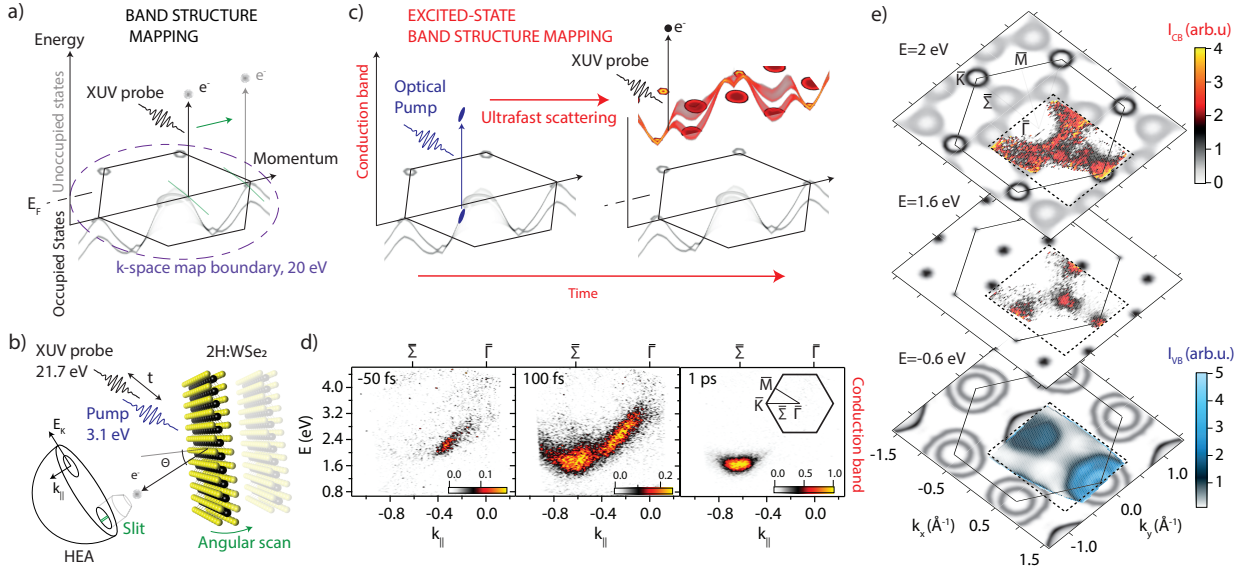 a)
BAND STRUCTURE
MAPPING
Energy
Unoccupied states
Occupied States
E_F
XUV probe
e⁻
e⁻
Momentum
k-space map boundary, 20 eV
c)
EXCITED-STATE
BAND STRUCTURE MAPPING
Conduction band
Optical
Pump
Ultrafast scattering
XUV probe
e⁻
Time
b)
XUV probe
21.7 eV
t
Pump
3.1 eV
2H:WSe₂
E_K
k_||
e⁻
Θ
Slit
HEA
Angular scan
d)
Σ̅ Γ̅ Σ̅ Γ̅ Σ̅ Γ̅
-50 fs
100 fs
1 ps
M̅
K̅
Σ̅ Γ̅
E (eV)
4.0
3.2
2.4
1.6
0.8
0.0 0.1
0.0 0.2
0.0 0.5 1.0
-0.8 -0.4 0.0 -0.8 -0.4 0.0 -0.8 -0.4 0.0
k_|| k_|| k_||
Conduction band
e)
E=2 eV
M̅
K̅
Σ̅
Γ̅
I_CB (arb.u)
4
3
2
1
0
E=1.6 eV
E=-0.6 eV
I_VB (arb.u.)
5
4
3
2
1
-1.5
-0.5
0.5
1.5
k_x (Å⁻¹)
-1.0
0.0
1.0
k_y (Å⁻¹)